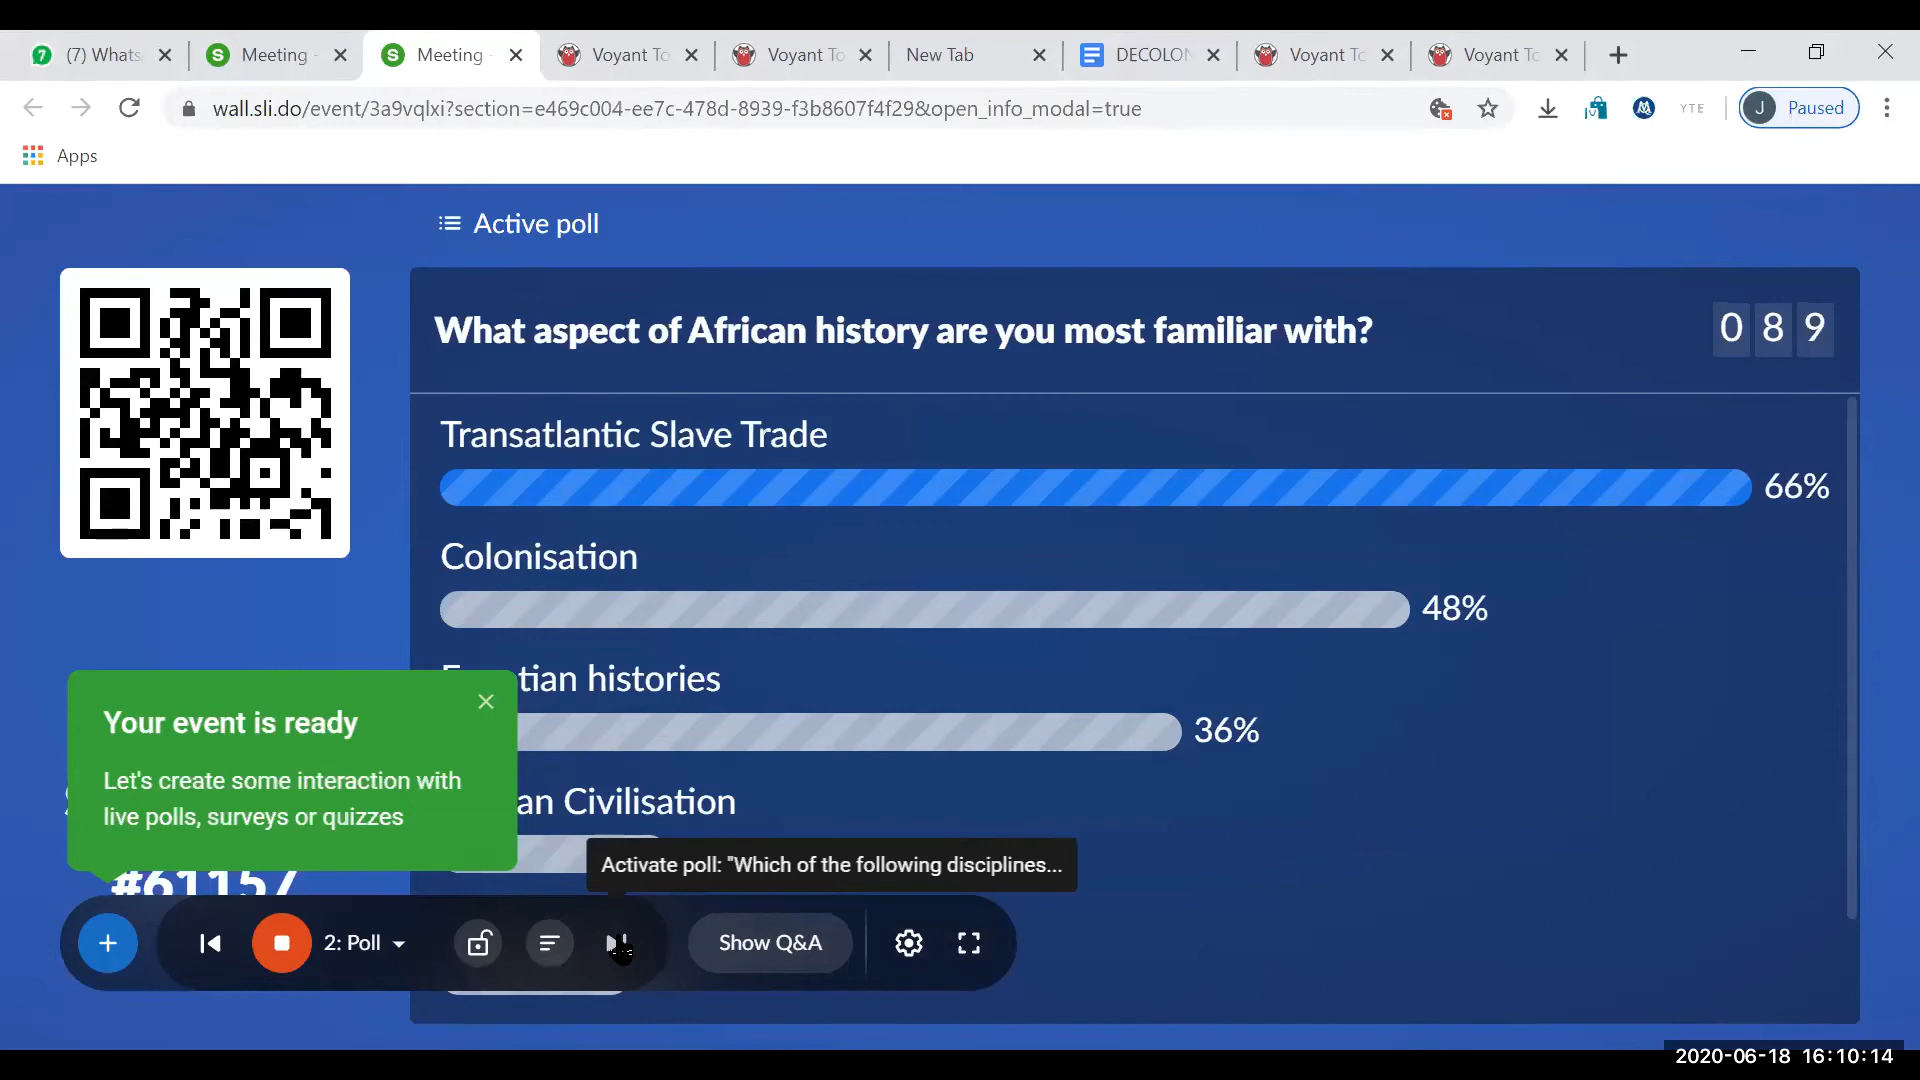 (7) Whats
Meeting -
Meeting -
Voyant To
Voyant To
New Tab
DECOLON
Voyant To
Voyant To
wall.sli.do/event/3a9vqlxi?section=e469c004-ee7c-478d-8939-f3b8607f4f29&open_info_modal=true
YTE
J Paused
Apps
Active poll
What aspect of African history are you most familiar with?
0 8 9
Transatlantic Slave Trade
66%
Colonisation
48%
tian histories
36%
an Civilisation
Your event is ready
Let's create some interaction with
live polls, surveys or quizzes
Activate poll: "Which of the following disciplines...
#61157
2: Poll
Show Q&A
2020-06-18 16:10:14